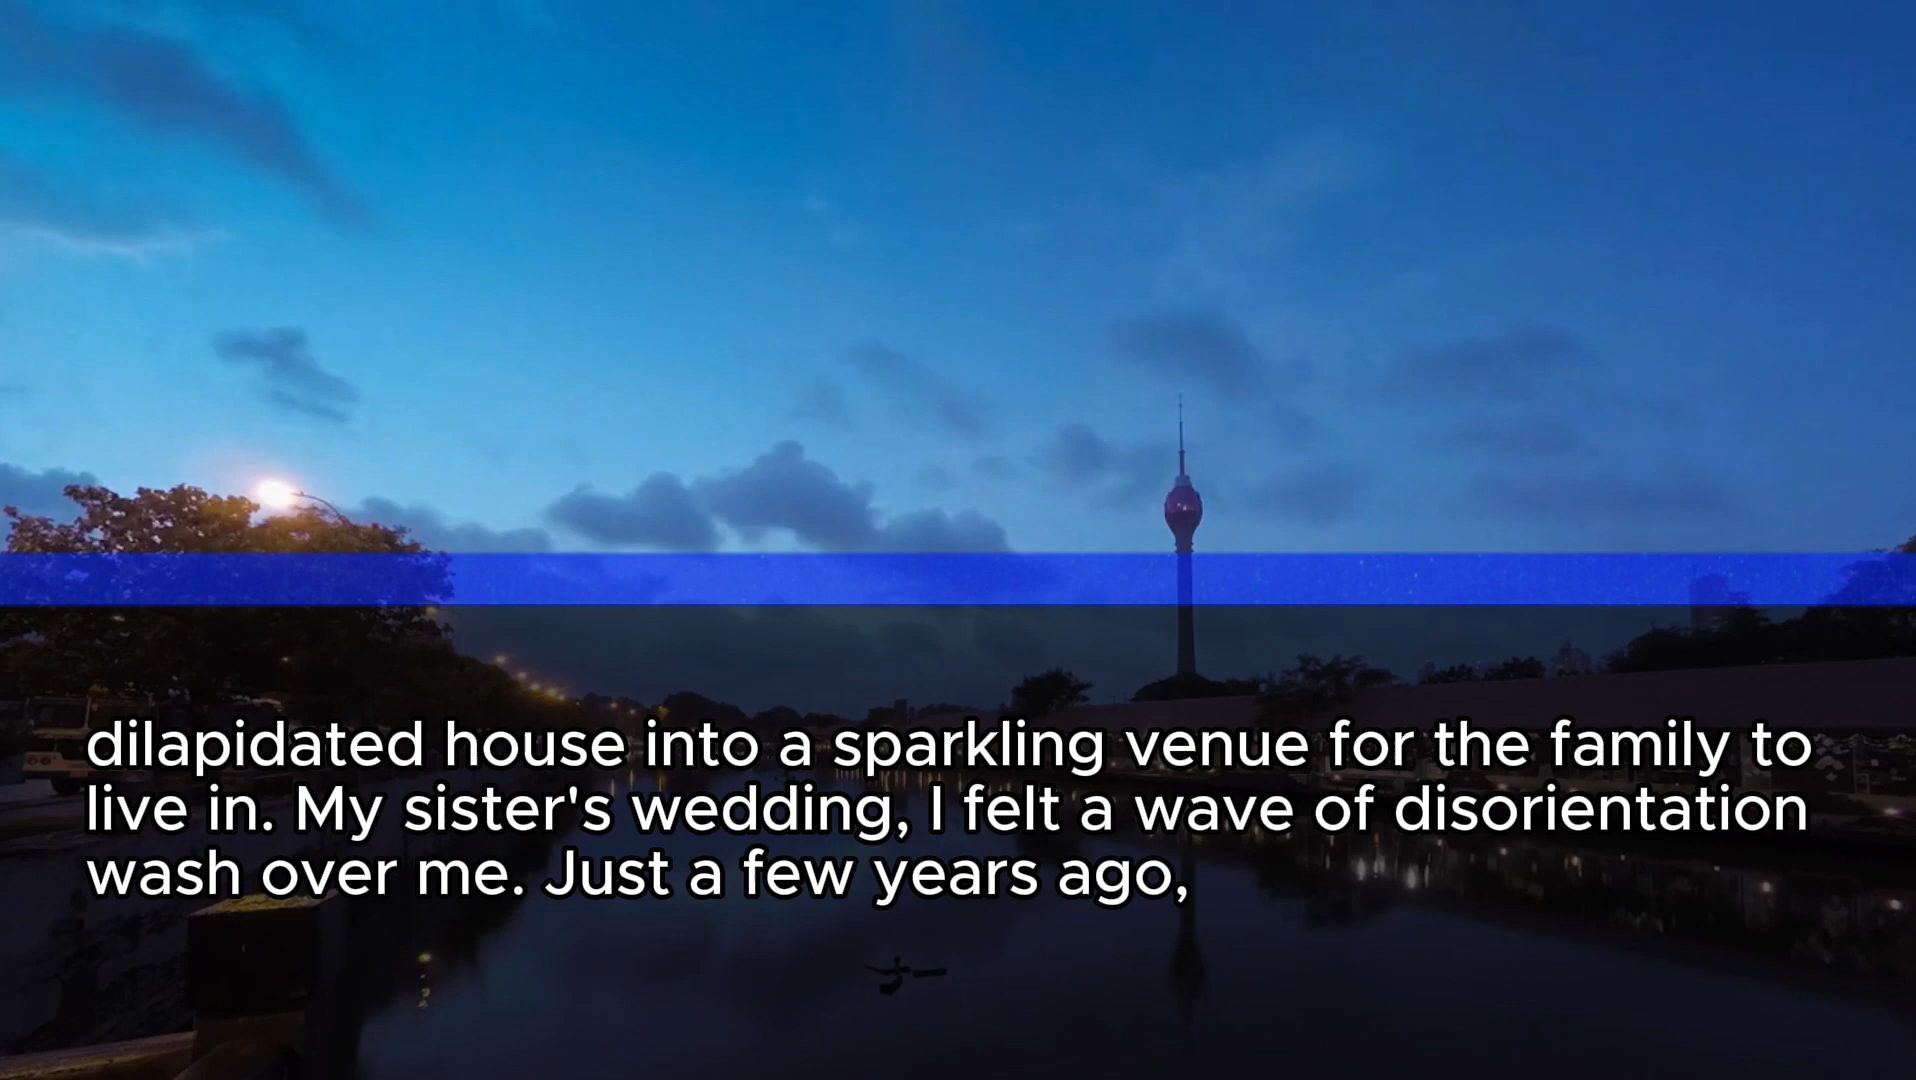 dilapidated house into a sparkling venue for the family to
live in. My sister's wedding, I felt a wave of disorientation
wash over me. Just a few years ago,